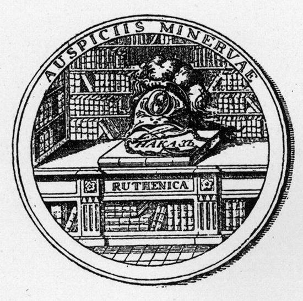 AUSPICIIS MINERVAE
НАКАЗЪ
RUTHENICA